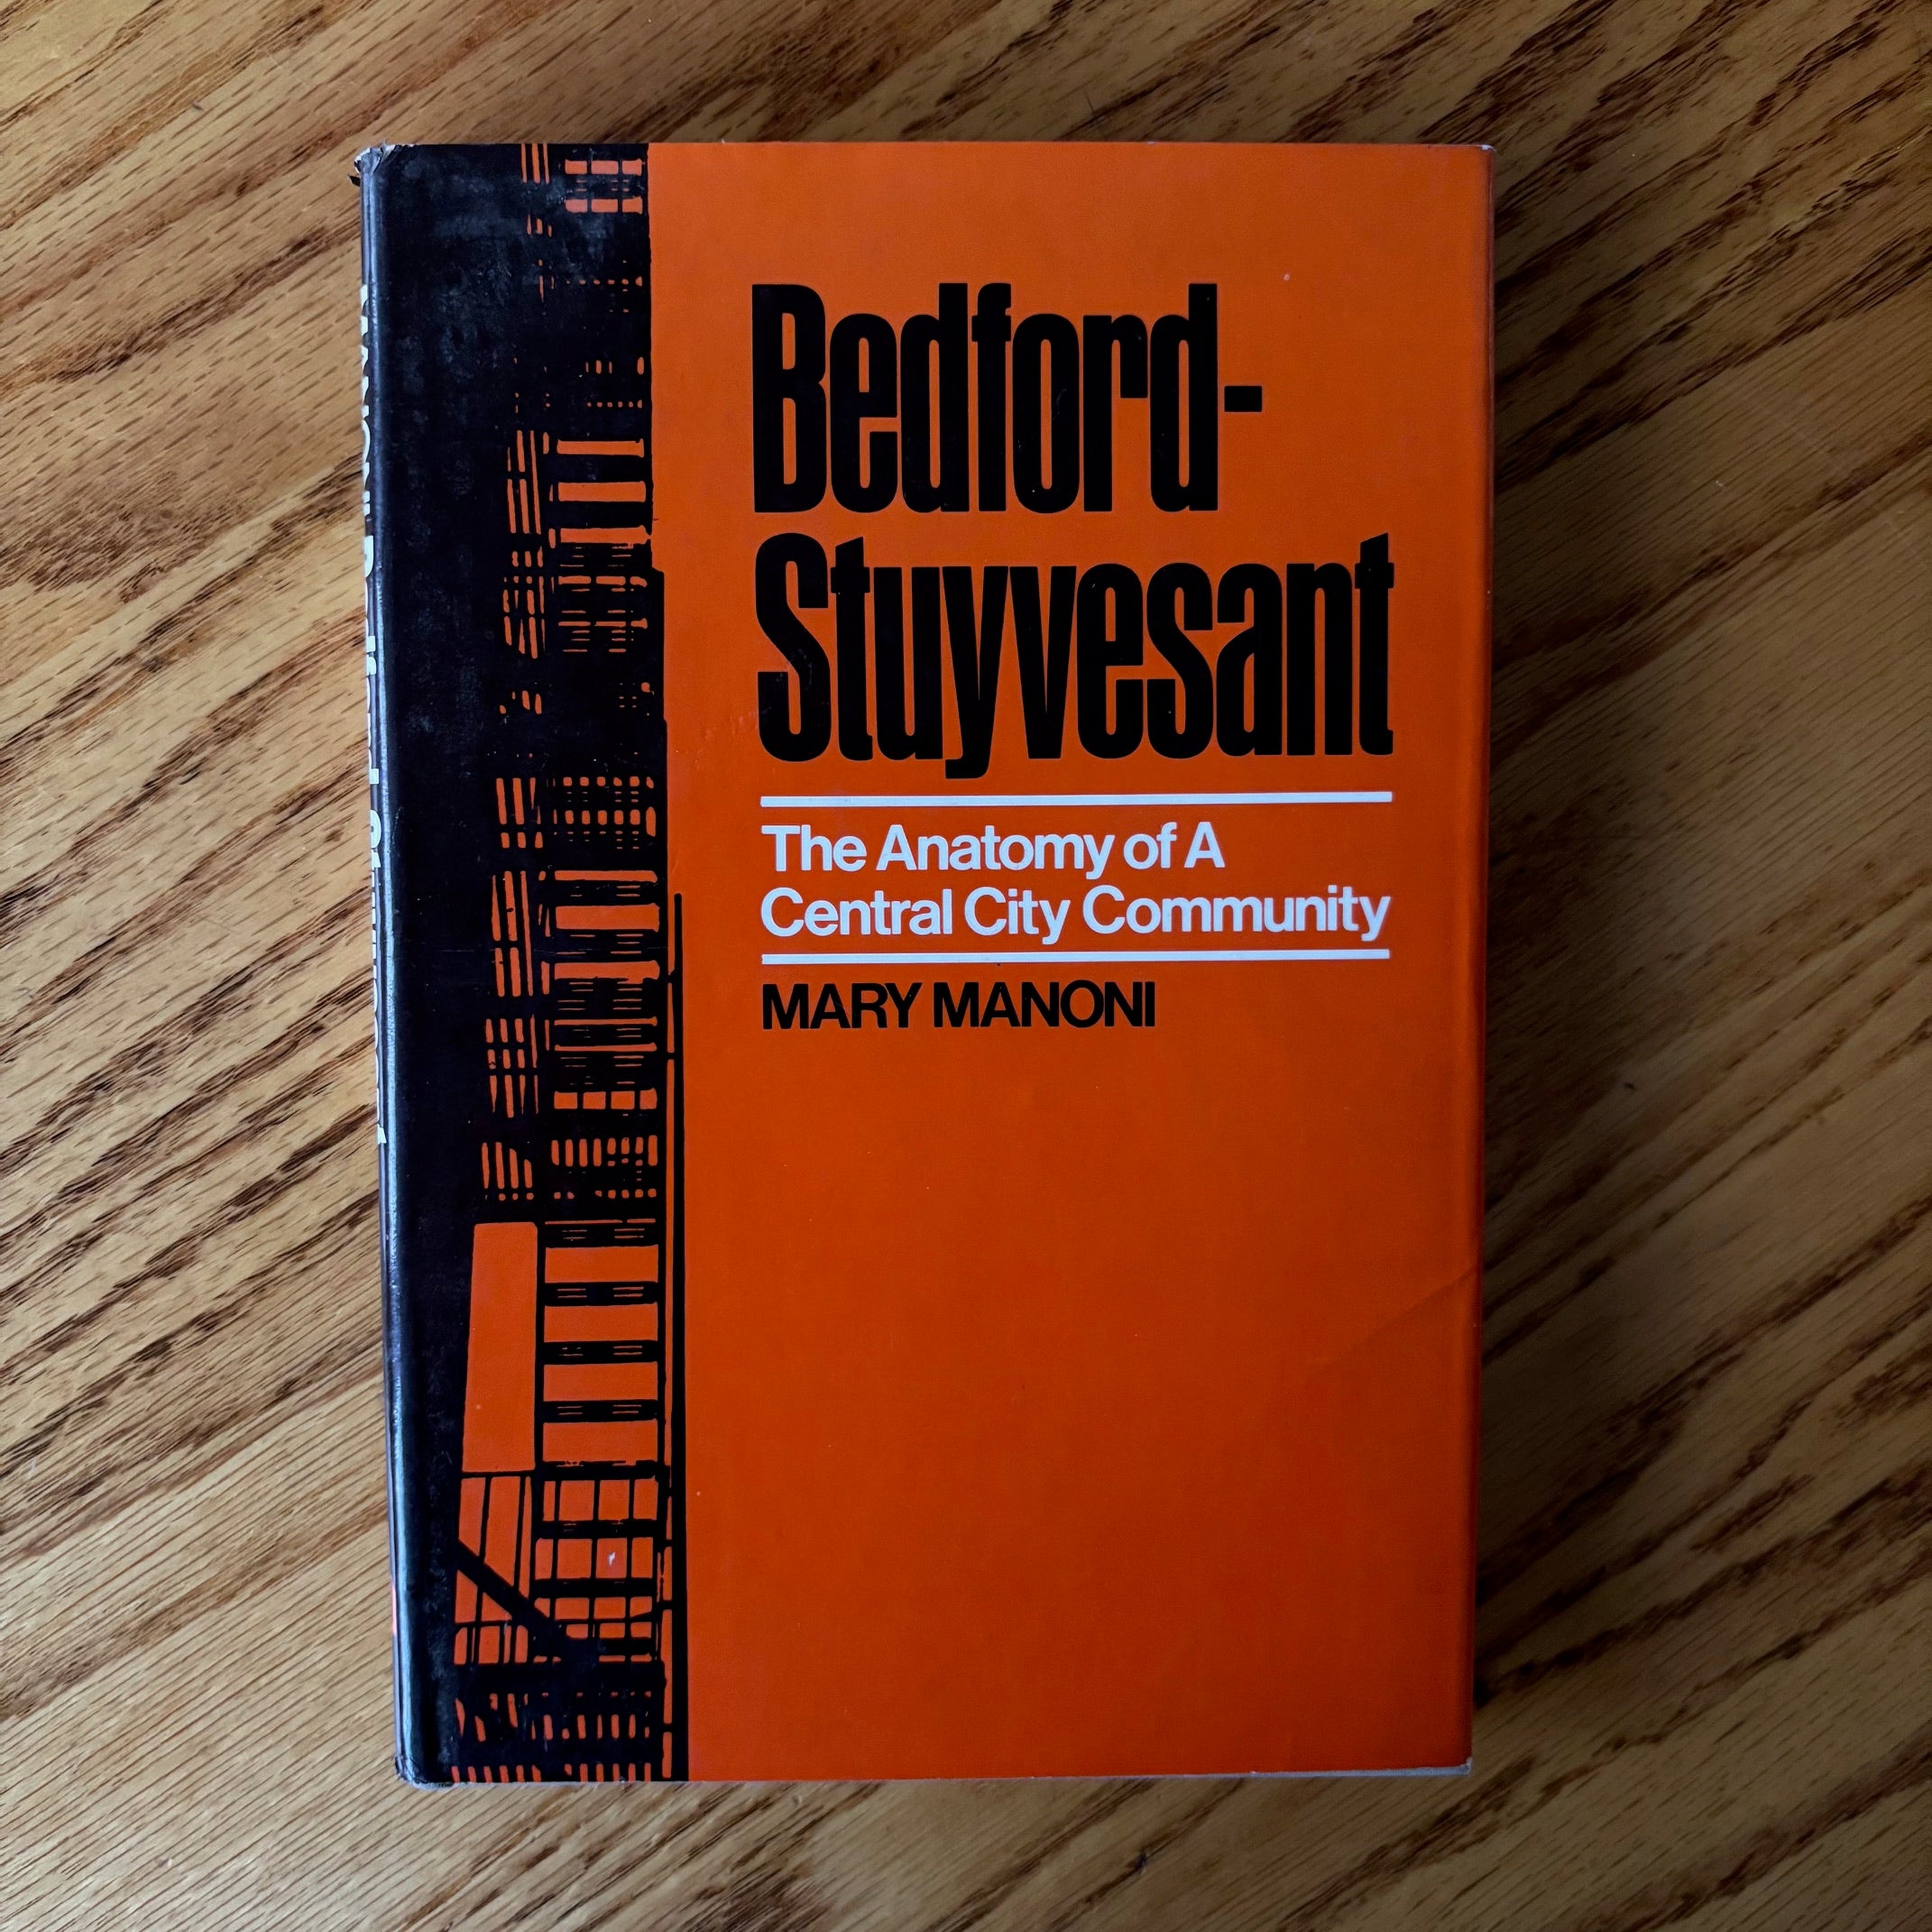 Bedford-
Stuyvesant
The Anatomy of A
Central City Community
MARY MANONI